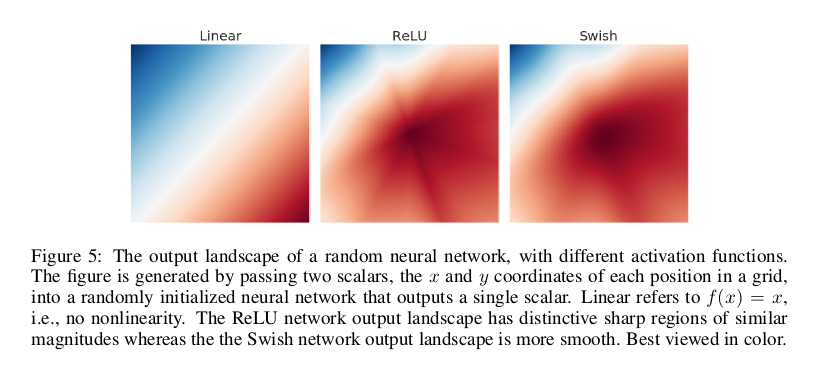 Linear ReLU Swish
Figure 5: The output landscape of a random neural network, with different activation functions.
The figure is generated by passing two scalars, the x and y coordinates of each position in a grid,
into a randomly initialized neural network that outputs a single scalar. Linear refers to f(x) = x,
i.e., no nonlinearity. The ReLU network output landscape has distinctive sharp regions of similar
magnitudes whereas the the Swish network output landscape is more smooth. Best viewed in color.